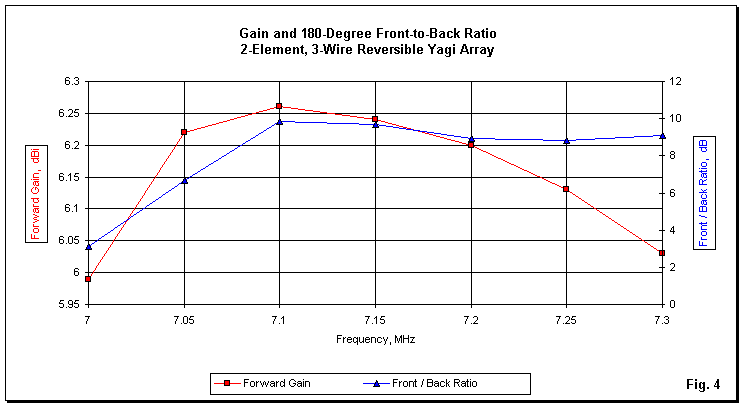 Gain and 180-Degree Front-to-Back Ratio
2-Element, 3-Wire Reversible Yagi Array
6.3
6.25
6.2
6.15
6.1
6.05
6
5.95
Forward Gain, dBi
12
10
8
6
4
2
0
Front / Back Ratio, dB
7
7.05
7.1
7.15
7.2
7.25
7.3
Frequency, MHz
Forward Gain
Front / Back Ratio
Fig. 4